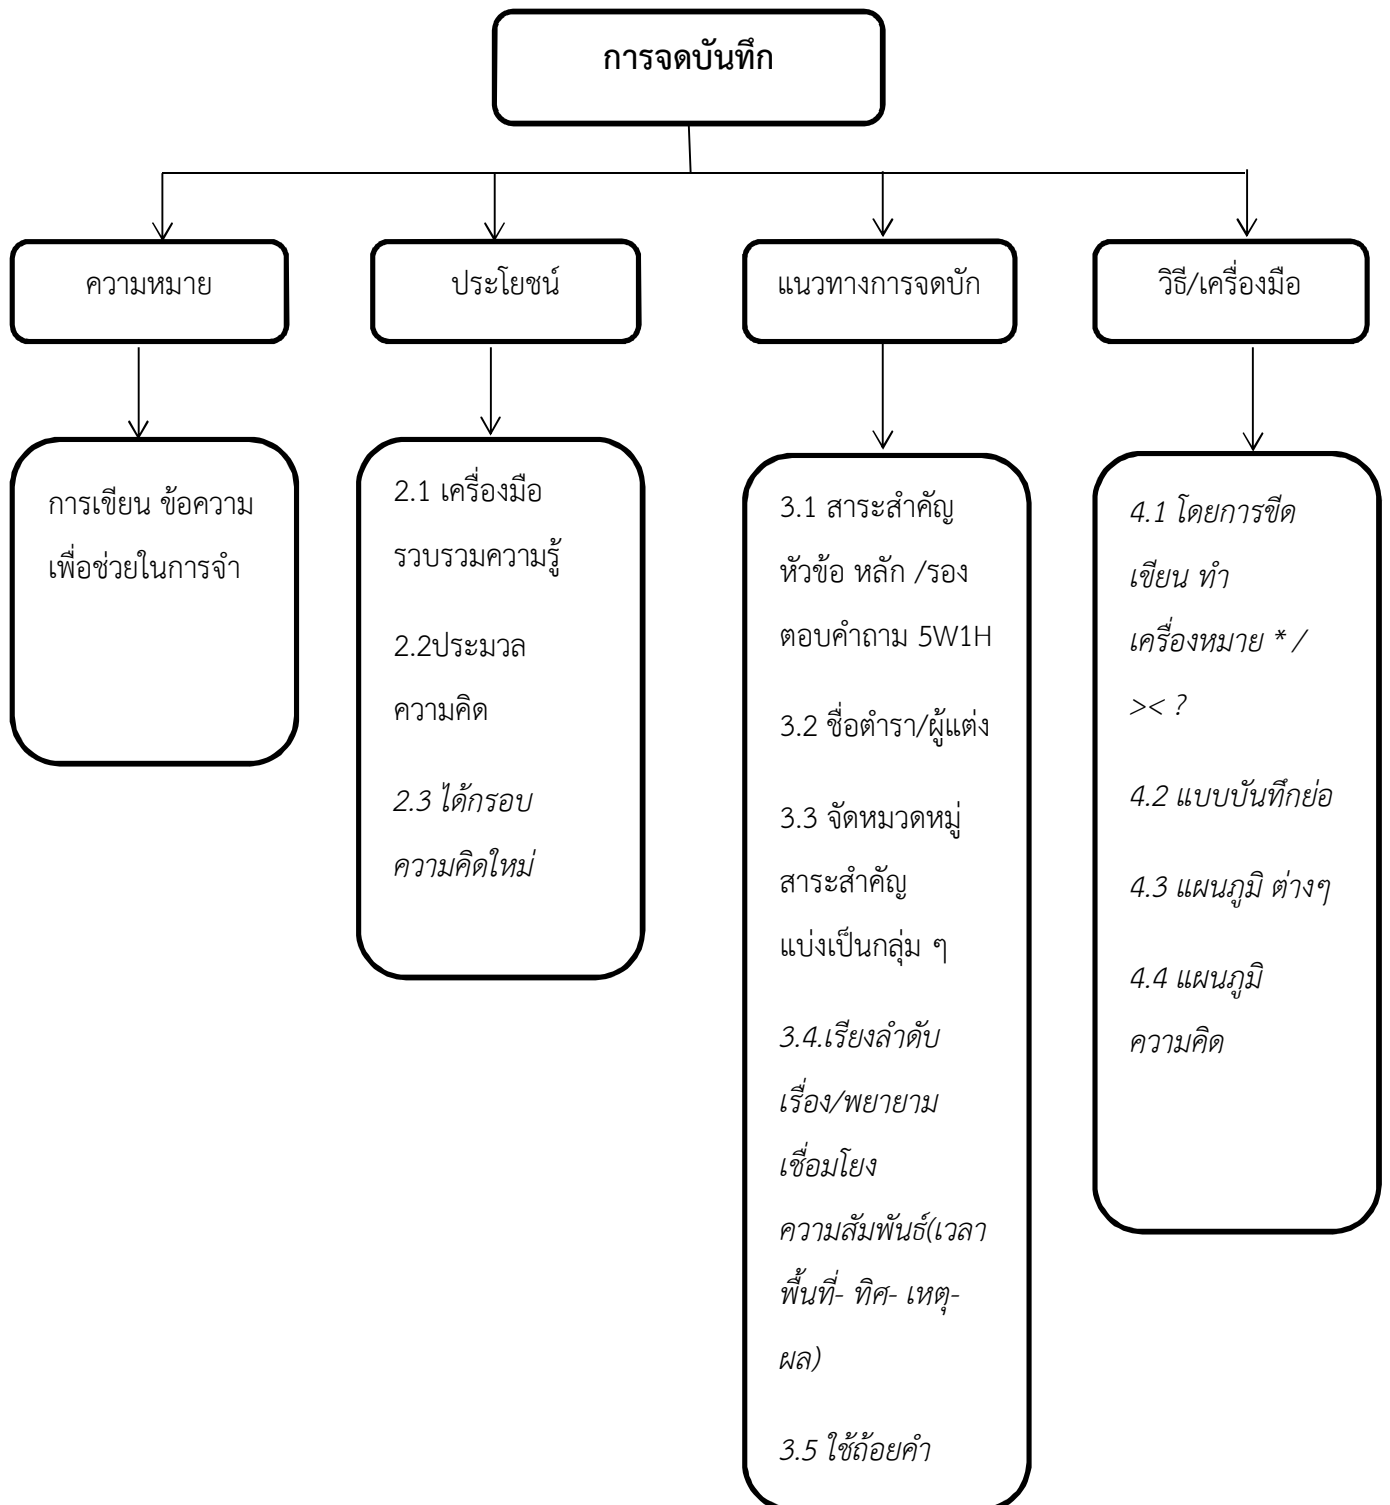 การจดบันทึก
ความหมาย
ประโยชน์
แนวทางการจดบัก
วิธี/เครื่องมือ
การเขียน ข้อความ
เพื่อช่วยในการจำ
2.1 เครื่องมือ
รวบรวมความรู้
2.2ประมวล
ความคิด
2.3 ได้กรอบ
ความคิดใหม่
3.1 สาระสำคัญ
หัวข้อ หลัก /รอง
ตอบคำถาม 5W1H
3.2 ชื่อตำรา/ผู้แต่ง
3.3 จัดหมวดหมู่
สาระสำคัญ
แบ่งเป็นกลุ่ม ๆ
3.4.เรียงลำดับ
เรื่อง/พยายาม
เชื่อมโยง
ความสัมพันธ์(เวลา
พื้นที่- ทิศ- เหตุ-
ผล)
3.5 ใช้ถ้อยคำ
4.1 โดยการขีด
เขียน ทำ
เครื่องหมาย * /
>< ?
4.2 แบบบันทึกย่อ
4.3 แผนภูมิ ต่างๆ
4.4 แผนภูมิ
ความคิด